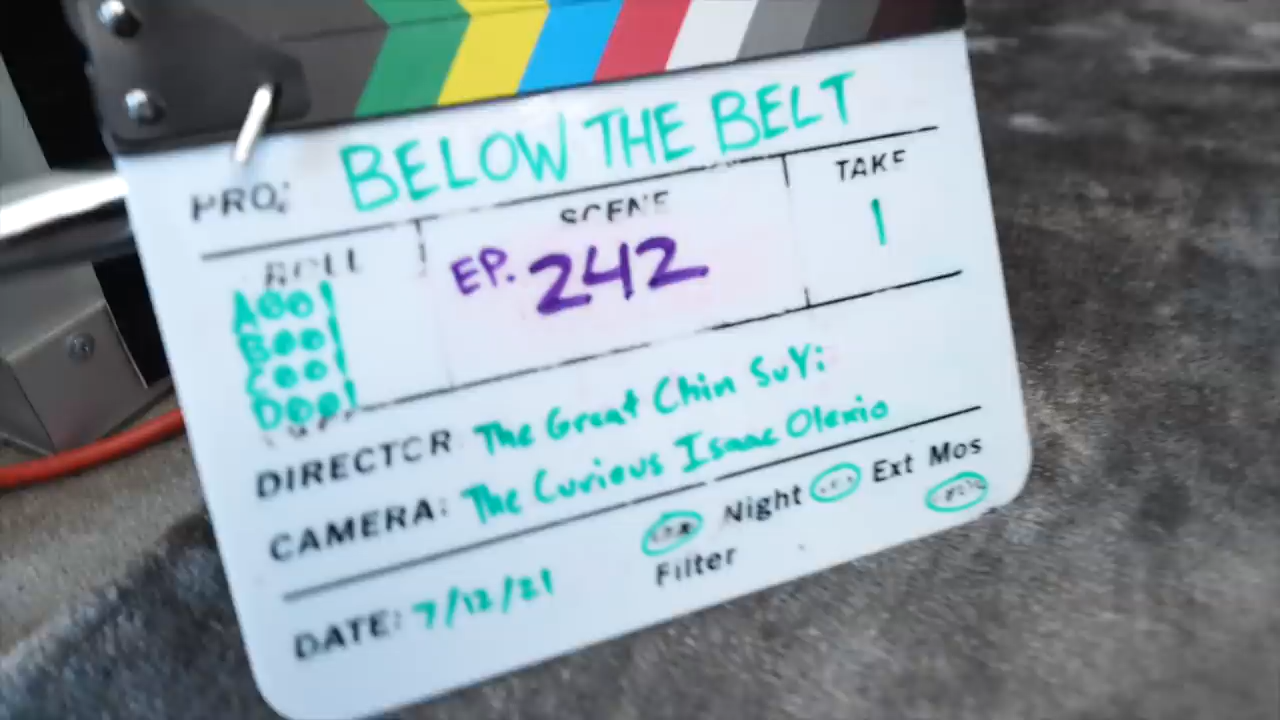 PROD: BELOW THE BELT
ROLL SCENE TAKE
A001 EP. 242 1
B001
C001
D001
DIRECTOR The Great Chin SuYi
CAMERA: The Curious Isaac Olexio
DATE: 7/12/21
Night Ext Mos
Filter